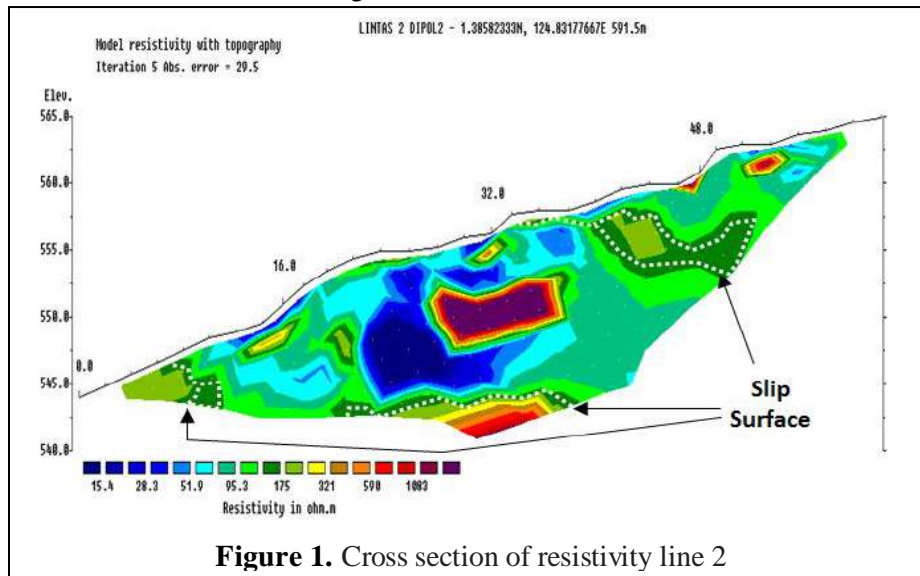 LINTAS 2 DIPOL2 - 1.38582333N, 124.83177667E 591.5m
Model resistivity with topography
Iteration 5 Abs. error = 29.5
Elev.
565.0
48.0
560.0
32.0
555.0
16.0
550.0
0.0
545.0
Slip
Surface
540.0
15.4 28.3 51.9 95.3 175 321 590 1083
Resistivity in ohm.m
Figure 1. Cross section of resistivity line 2